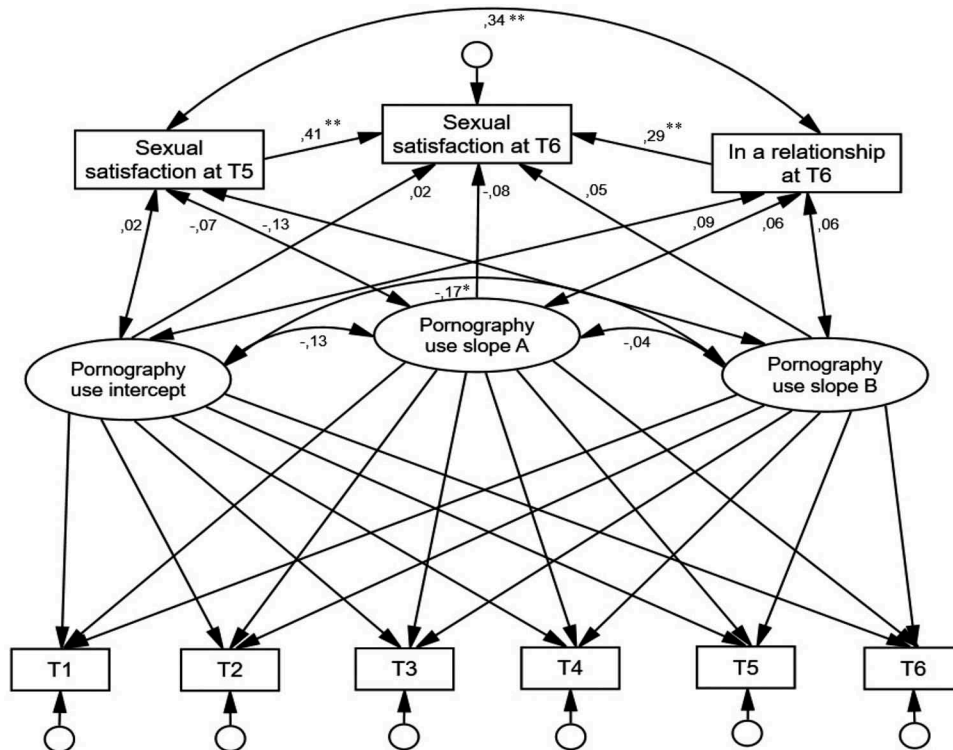 ,34 **
Sexual
satisfaction at T5
,41 **
Sexual
satisfaction at T6
,29 **
In a relationship
at T6
,02
-,07
-,13
,02
-,08
,05
,09
,06
,06
-,17*
Pornography
use intercept
-,13
Pornography
use slope A
-,04
Pornography
use slope B
T1
T2
T3
T4
T5
T6